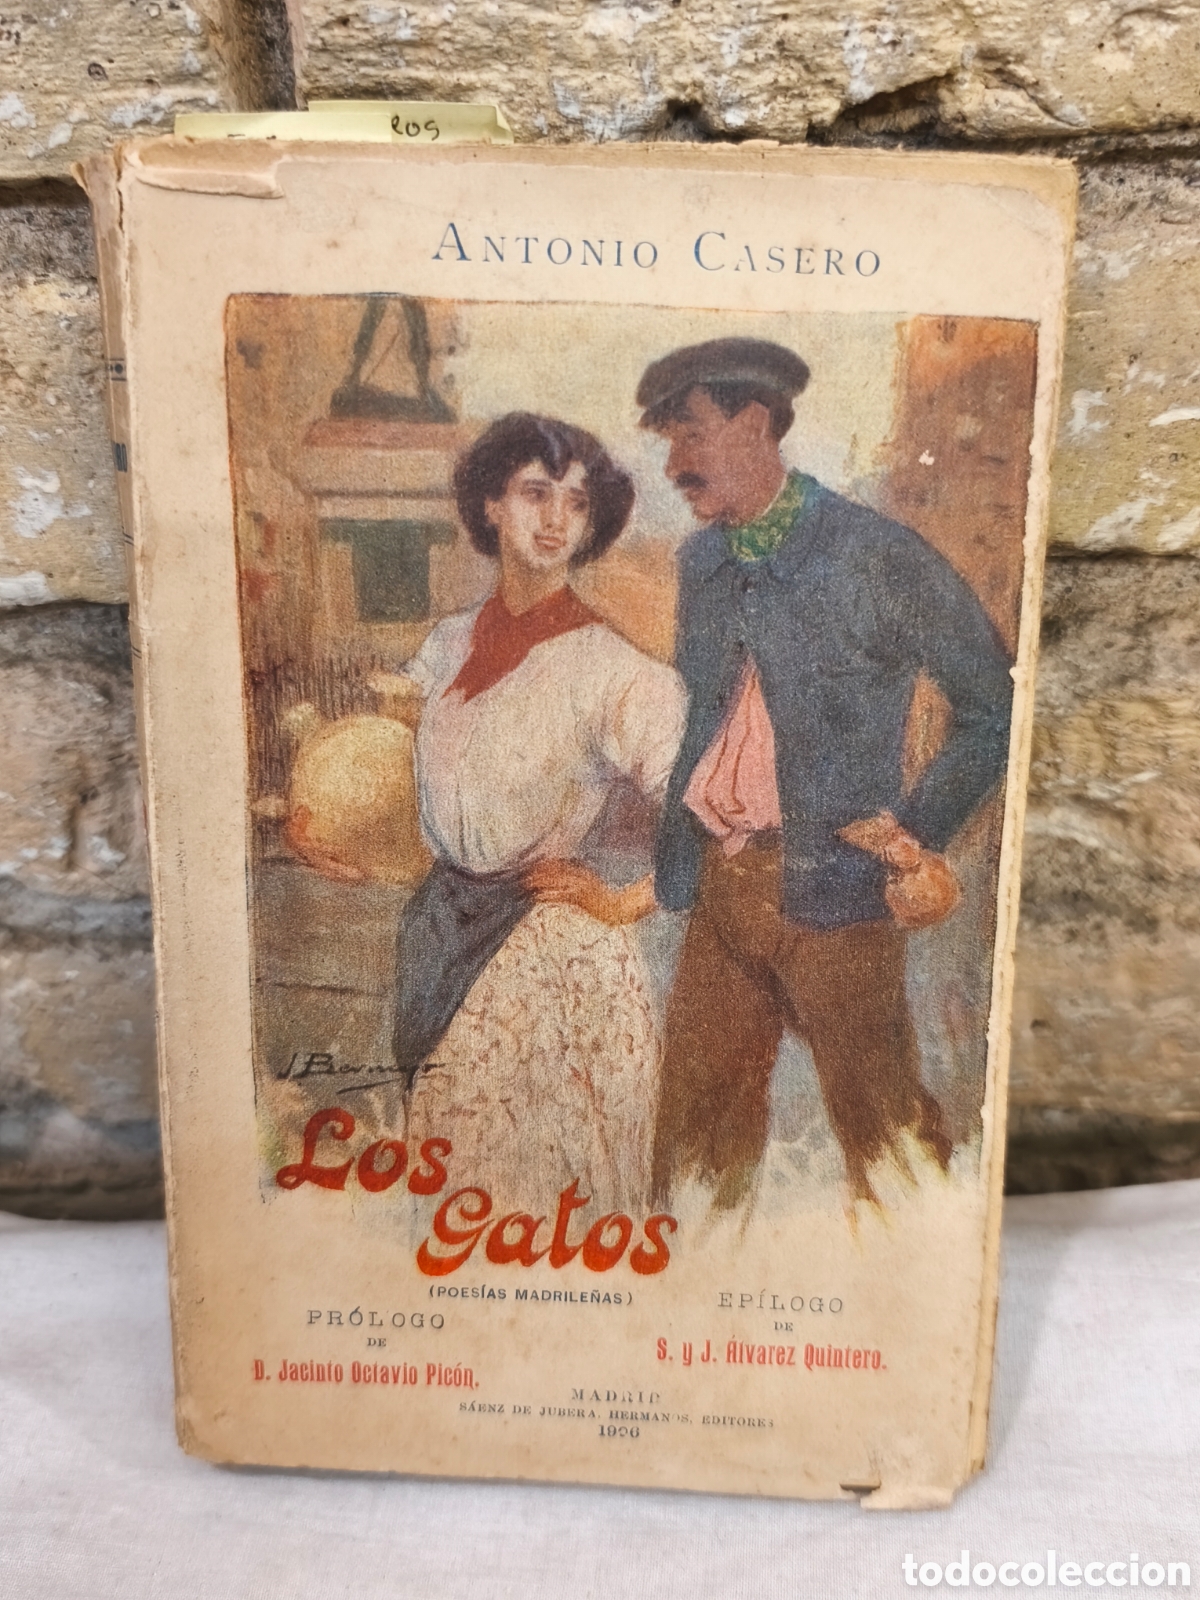 ANTONIO CASERO
J. Bermejo
Los
gatos
(POESÍAS MADRILEÑAS)
PRÓLOGO
DE
D. Jacinto Octavio Picón.
EPÍLOGO
DE
S. y J. Álvarez Quintero.
MADRID
SÁENZ DE JUBERA, HERMANOS, EDITORES
1906
todocoleccion